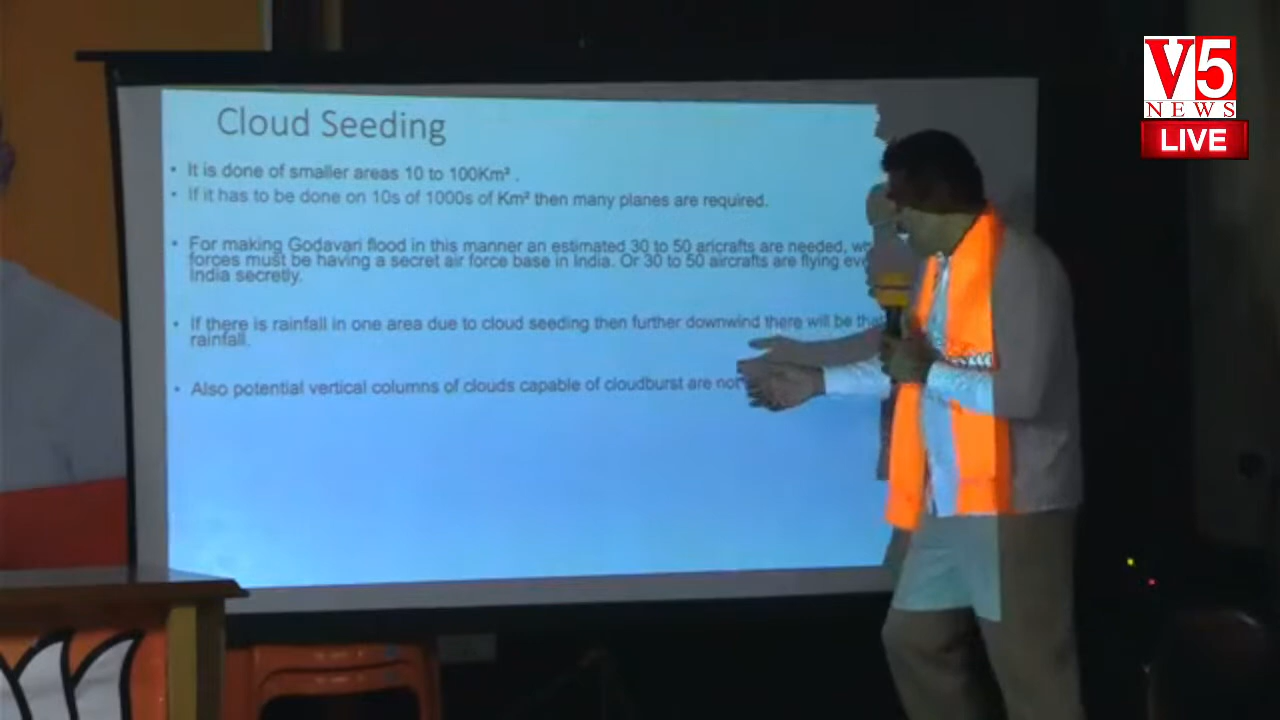 V5
NEWS
LIVE
Cloud Seeding
• It is done of smaller areas 10 to 100Km² .
• If it has to be done on 10s of 1000s of Km² then many planes are required.
• For making Godavari flood in this manner an estimated 30 to 50 aricrafts are needed,
forces must be having a secret air force base in India. Or 30 to 50 aircrafts are flying
India secretly.
• If there is rainfall in one area due to cloud seeding then further downwind there will be
rainfall.
• Also potential vertical columns of clouds capable of cloudburst are not